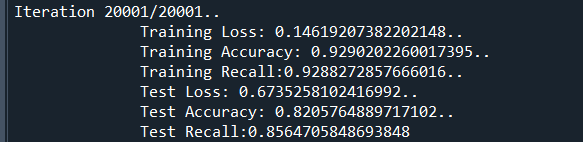 Iteration 20001/20001..
Training Loss: 0.14619207382202148..
Training Accuracy: 0.9290202260017395..
Training Recall:0.9288272857666016..
Test Loss: 0.6735258102416992..
Test Accuracy: 0.8205764889717102..
Test Recall:0.8564705848693848